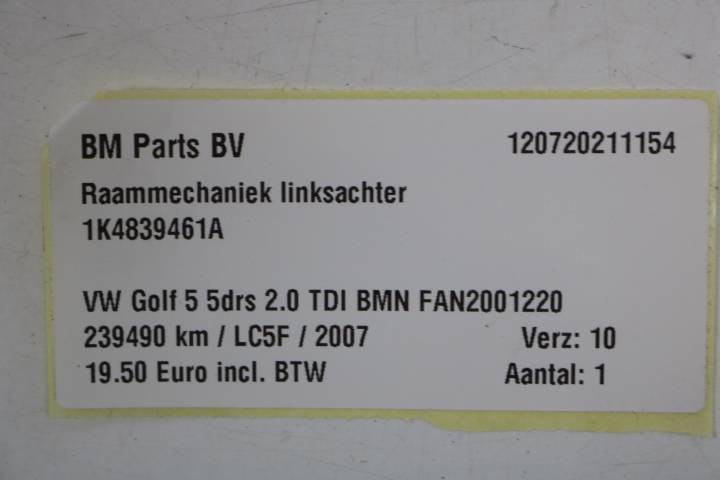 BM Parts BV 120720211154
Raammechaniek linksachter
1K4839461A
VW Golf 5 5drs 2.0 TDI BMN FAN2001220
239490 km / LC5F / 2007 Verz: 10
19.50 Euro incl. BTW Aantal: 1